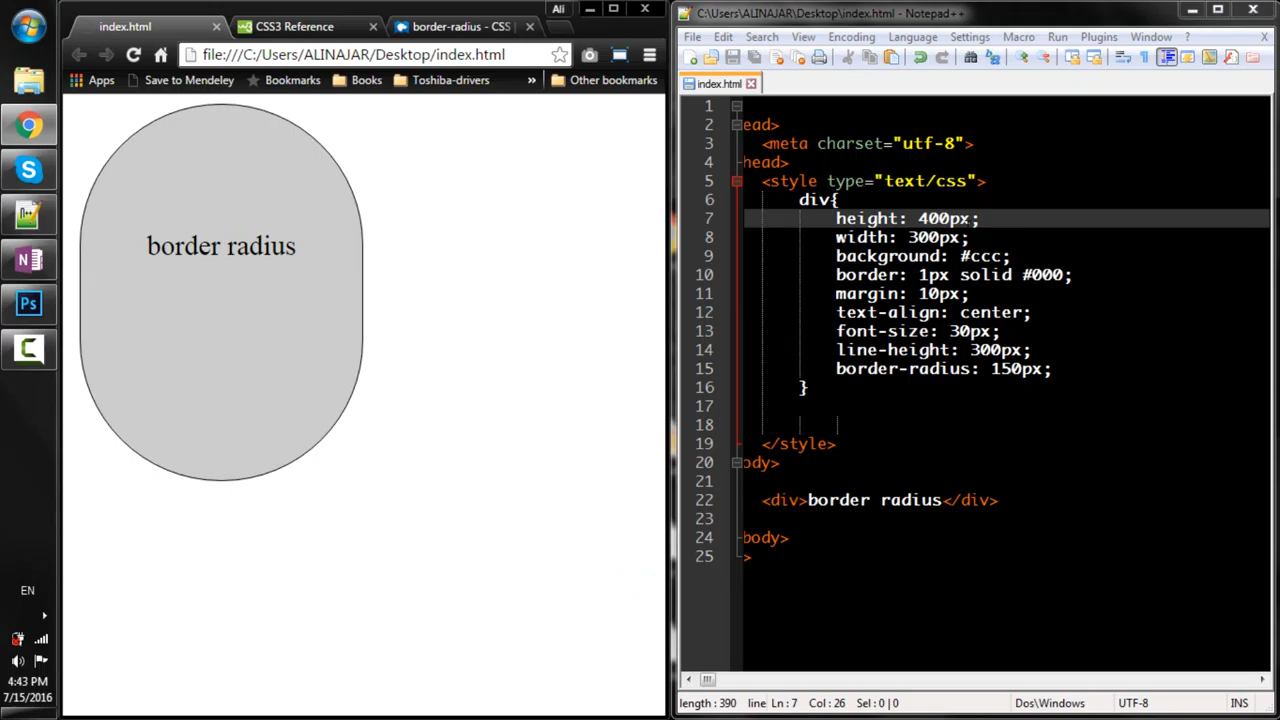 index.html
CSS3 Reference
border-radius - CSS
Ali
file:///C:/Users/ALINAJAR/Desktop/index.html
Apps
Save to Mendeley
Bookmarks
Books
Toshiba-drivers
»
Other bookmarks
border radius
EN
4:43 PM
7/15/2016
C:\Users\ALINAJAR\Desktop\index.html - Notepad++
File Edit Search View Encoding Language Settings Macro Run Plugins Window ? X
index.html
1
2 ead>
3 <meta charset="utf-8">
4 head>
5 <style type="text/css">
6 div{
7 height: 400px;
8 width: 300px;
9 background: #ccc;
10 border: 1px solid #000;
11 margin: 10px;
12 text-align: center;
13 font-size: 30px;
14 line-height: 300px;
15 border-radius: 150px;
16 }
17
18
19 </style>
20 ody>
21
22 <div>border radius</div>
23
24 body>
25 >
length : 390 line Ln : 7 Col : 26 Sel : 0 | 0 Dos\Windows UTF-8 INS
Ps